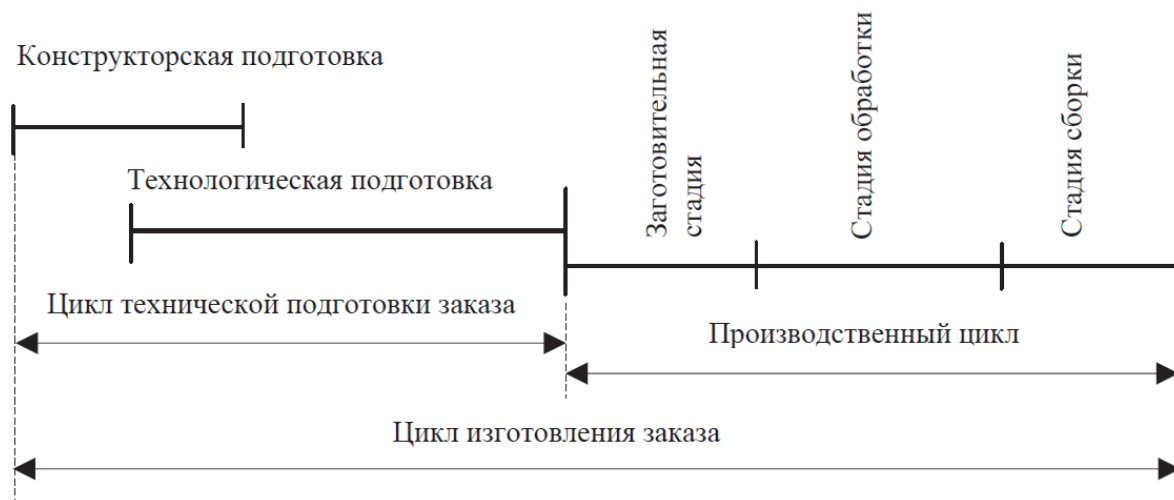 Конструкторская подготовка
Технологическая подготовка
Заготовительная
стадия
Стадия обработки
Стадия сборки
Цикл технической подготовки заказа
Производственный цикл
Цикл изготовления заказа